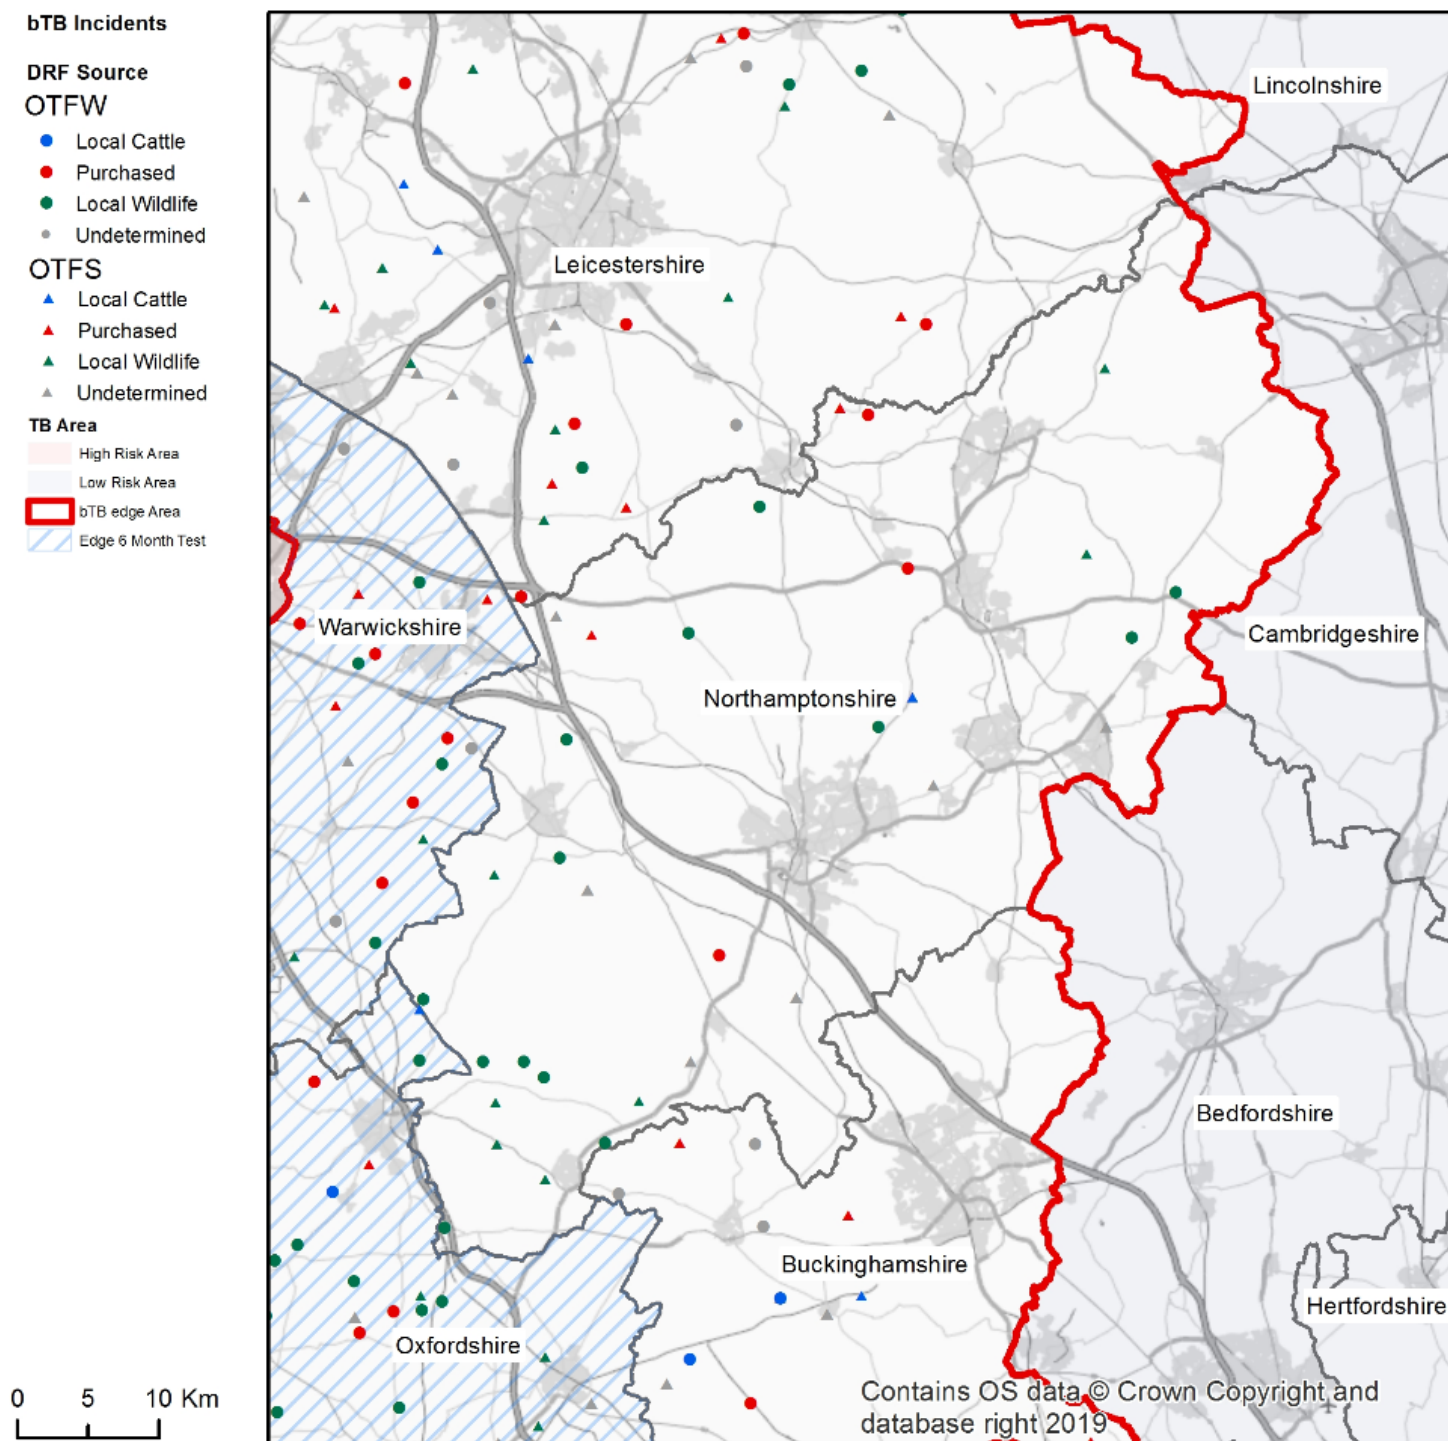 bTB Incidents
DRF Source
OTFW
Local Cattle
Purchased
Local Wildlife
Undetermined
OTFS
Local Cattle
Purchased
Local Wildlife
Undetermined
TB Area
High Risk Area
Low Risk Area
bTB edge Area
Edge 6 Month Test
0 5 10 Km
Lincolnshire
Leicestershire
Warwickshire
Cambridgeshire
Northamptonshire
Bedfordshire
Buckinghamshire
Hertfordshire
Oxfordshire
Contains OS data © Crown Copyright and
database right 2019